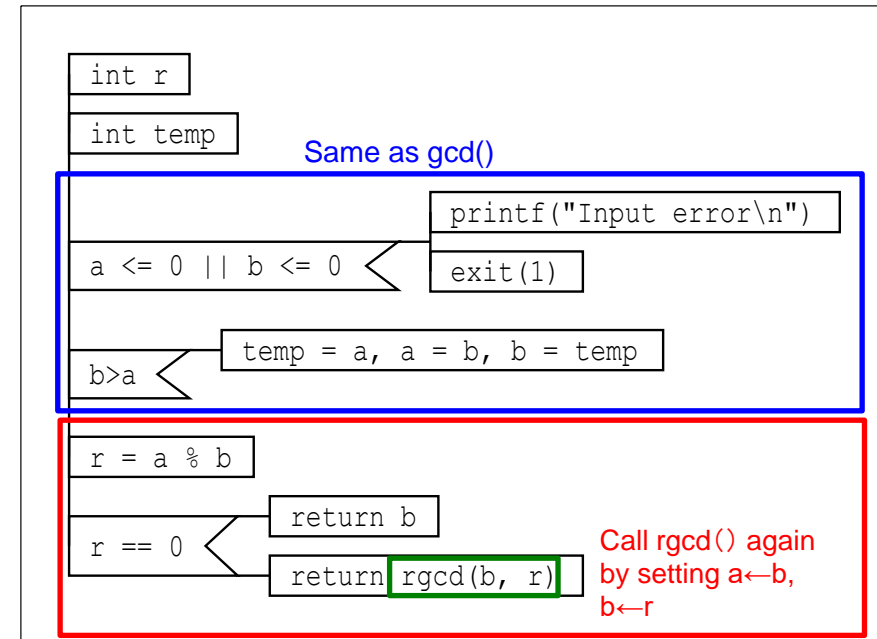 int r
int temp
Same as gcd()
printf("Input error\n")
a <= 0 || b <= 0
exit(1)
temp = a, a = b, b = temp
b>a
r = a % b
return b
r == 0
return rgcd(b, r)
Call rgcd() again
by setting a←b,
b←r